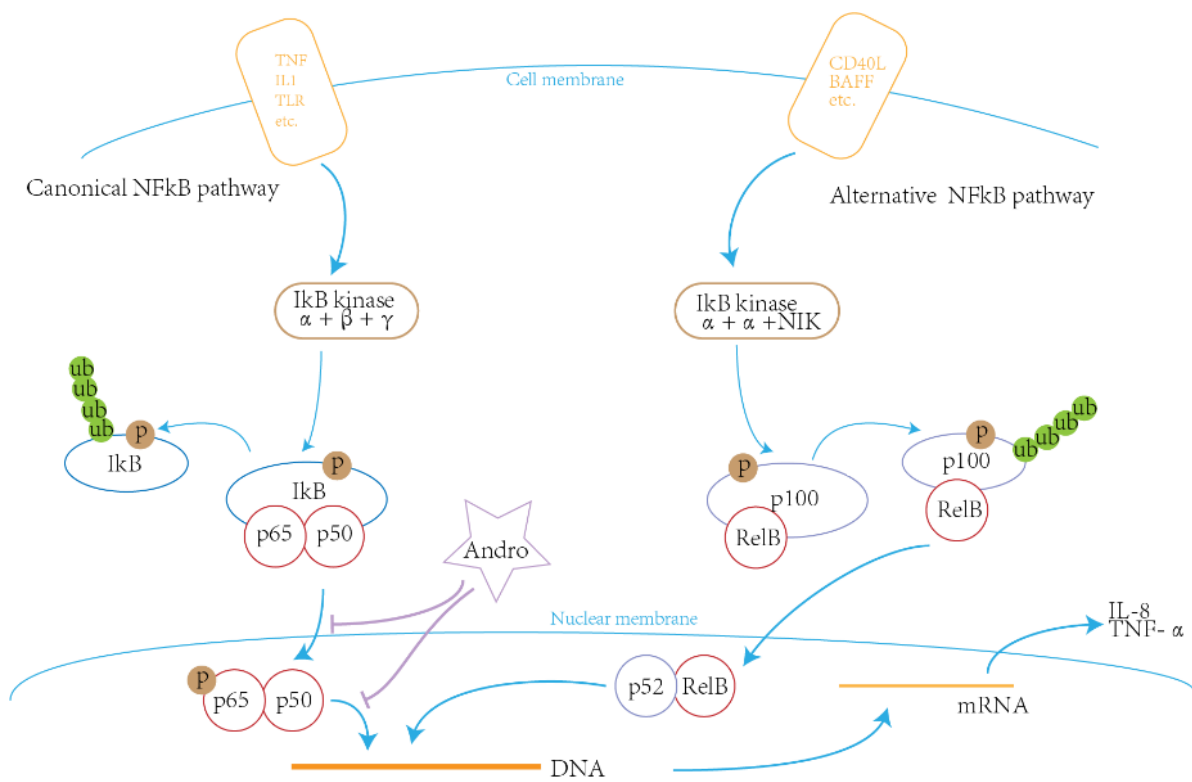 TNF
IL1
TLR
etc.
CD40L
BAFF
etc.
Cell membrane
Canonical NFkB pathway
Alternative NFkB pathway
IkB kinase
α + β + γ
IkB kinase
α + α +NIK
ub
ub
ub
ub
p
IkB
p
IkB
p65
p50
p
p100
RelB
p
ub
ub
ub
ub
p100
RelB
Andro
Nuclear membrane
IL-8
TNF- α
p
p65
p50
p52
RelB
mRNA
DNA